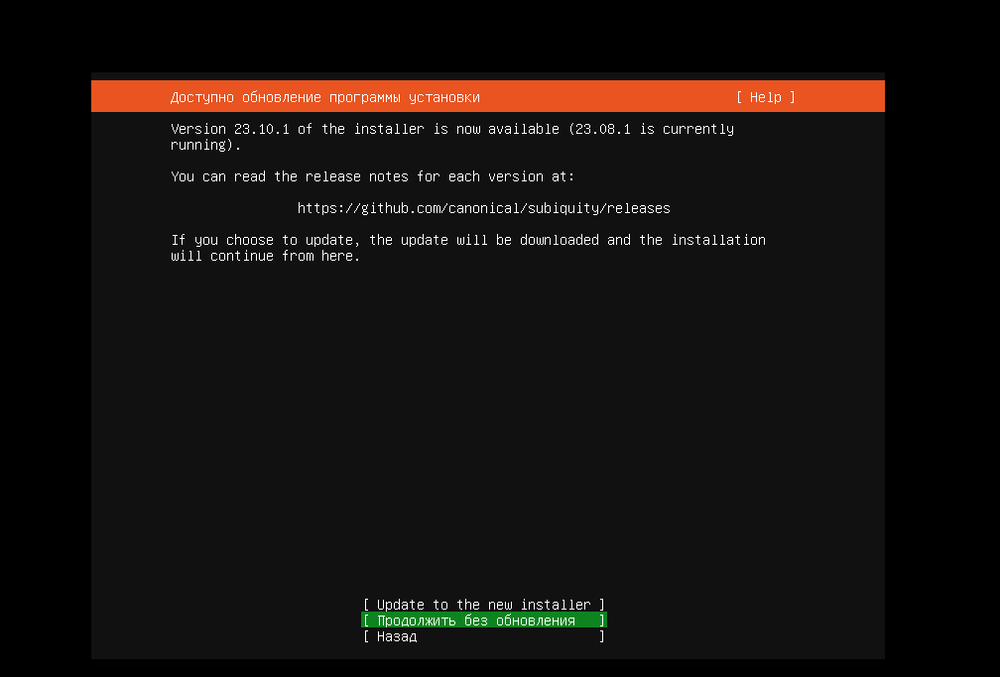 Доступно обновление программы установки [ Help ]
Version 23.10.1 of the installer is now available (23.08.1 is currently
running).
You can read the release notes for each version at:
https://github.com/canonical/subiquity/releases
If you choose to update, the update will be downloaded and the installation
will continue from here.
[ Update to the new installer ]
[ Продолжить без обновления ]
[ Назад ]